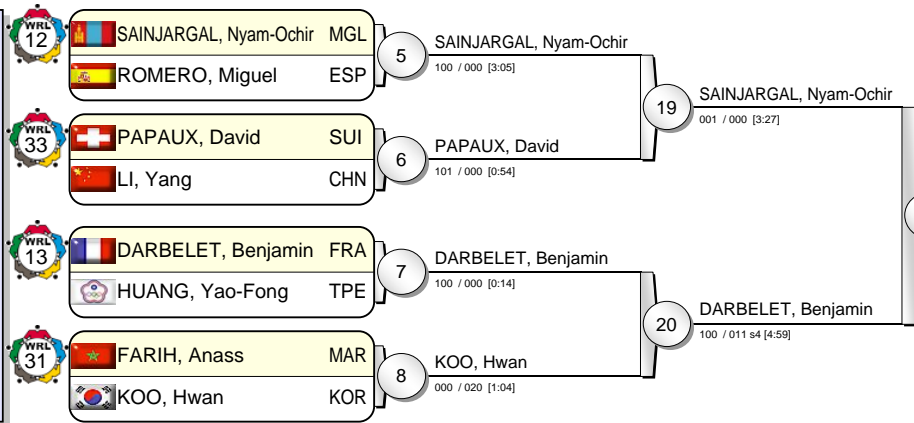 WRL 12
SAINJARGAL, Nyam-Ochir MGL
ROMERO, Miguel ESP
5
SAINJARGAL, Nyam-Ochir
100 / 000 [3:05]
WRL 33
PAPAUX, David SUI
LI, Yang CHN
6
PAPAUX, David
101 / 000 [0:54]
19
SAINJARGAL, Nyam-Ochir
001 / 000 [3:27]
WRL 13
DARBELET, Benjamin FRA
HUANG, Yao-Fong TPE
7
DARBELET, Benjamin
100 / 000 [0:14]
WRL 31
FARIH, Anass MAR
KOO, Hwan KOR
8
KOO, Hwan
000 / 020 [1:04]
20
DARBELET, Benjamin
100 / 011 s4 [4:59]